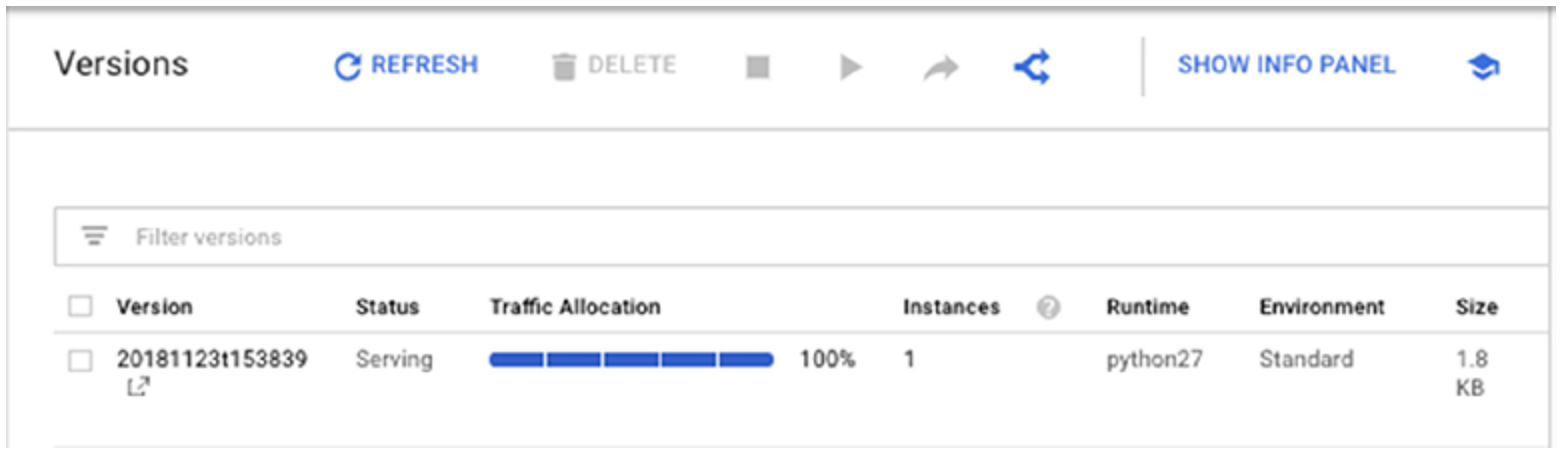 Versions REFRESH DELETE SHOW INFO PANEL
Filter versions
Version Status Traffic Allocation Instances ? Runtime Environment Size
20181123t153839 Serving 100% 1 python27 Standard 1.8
KB